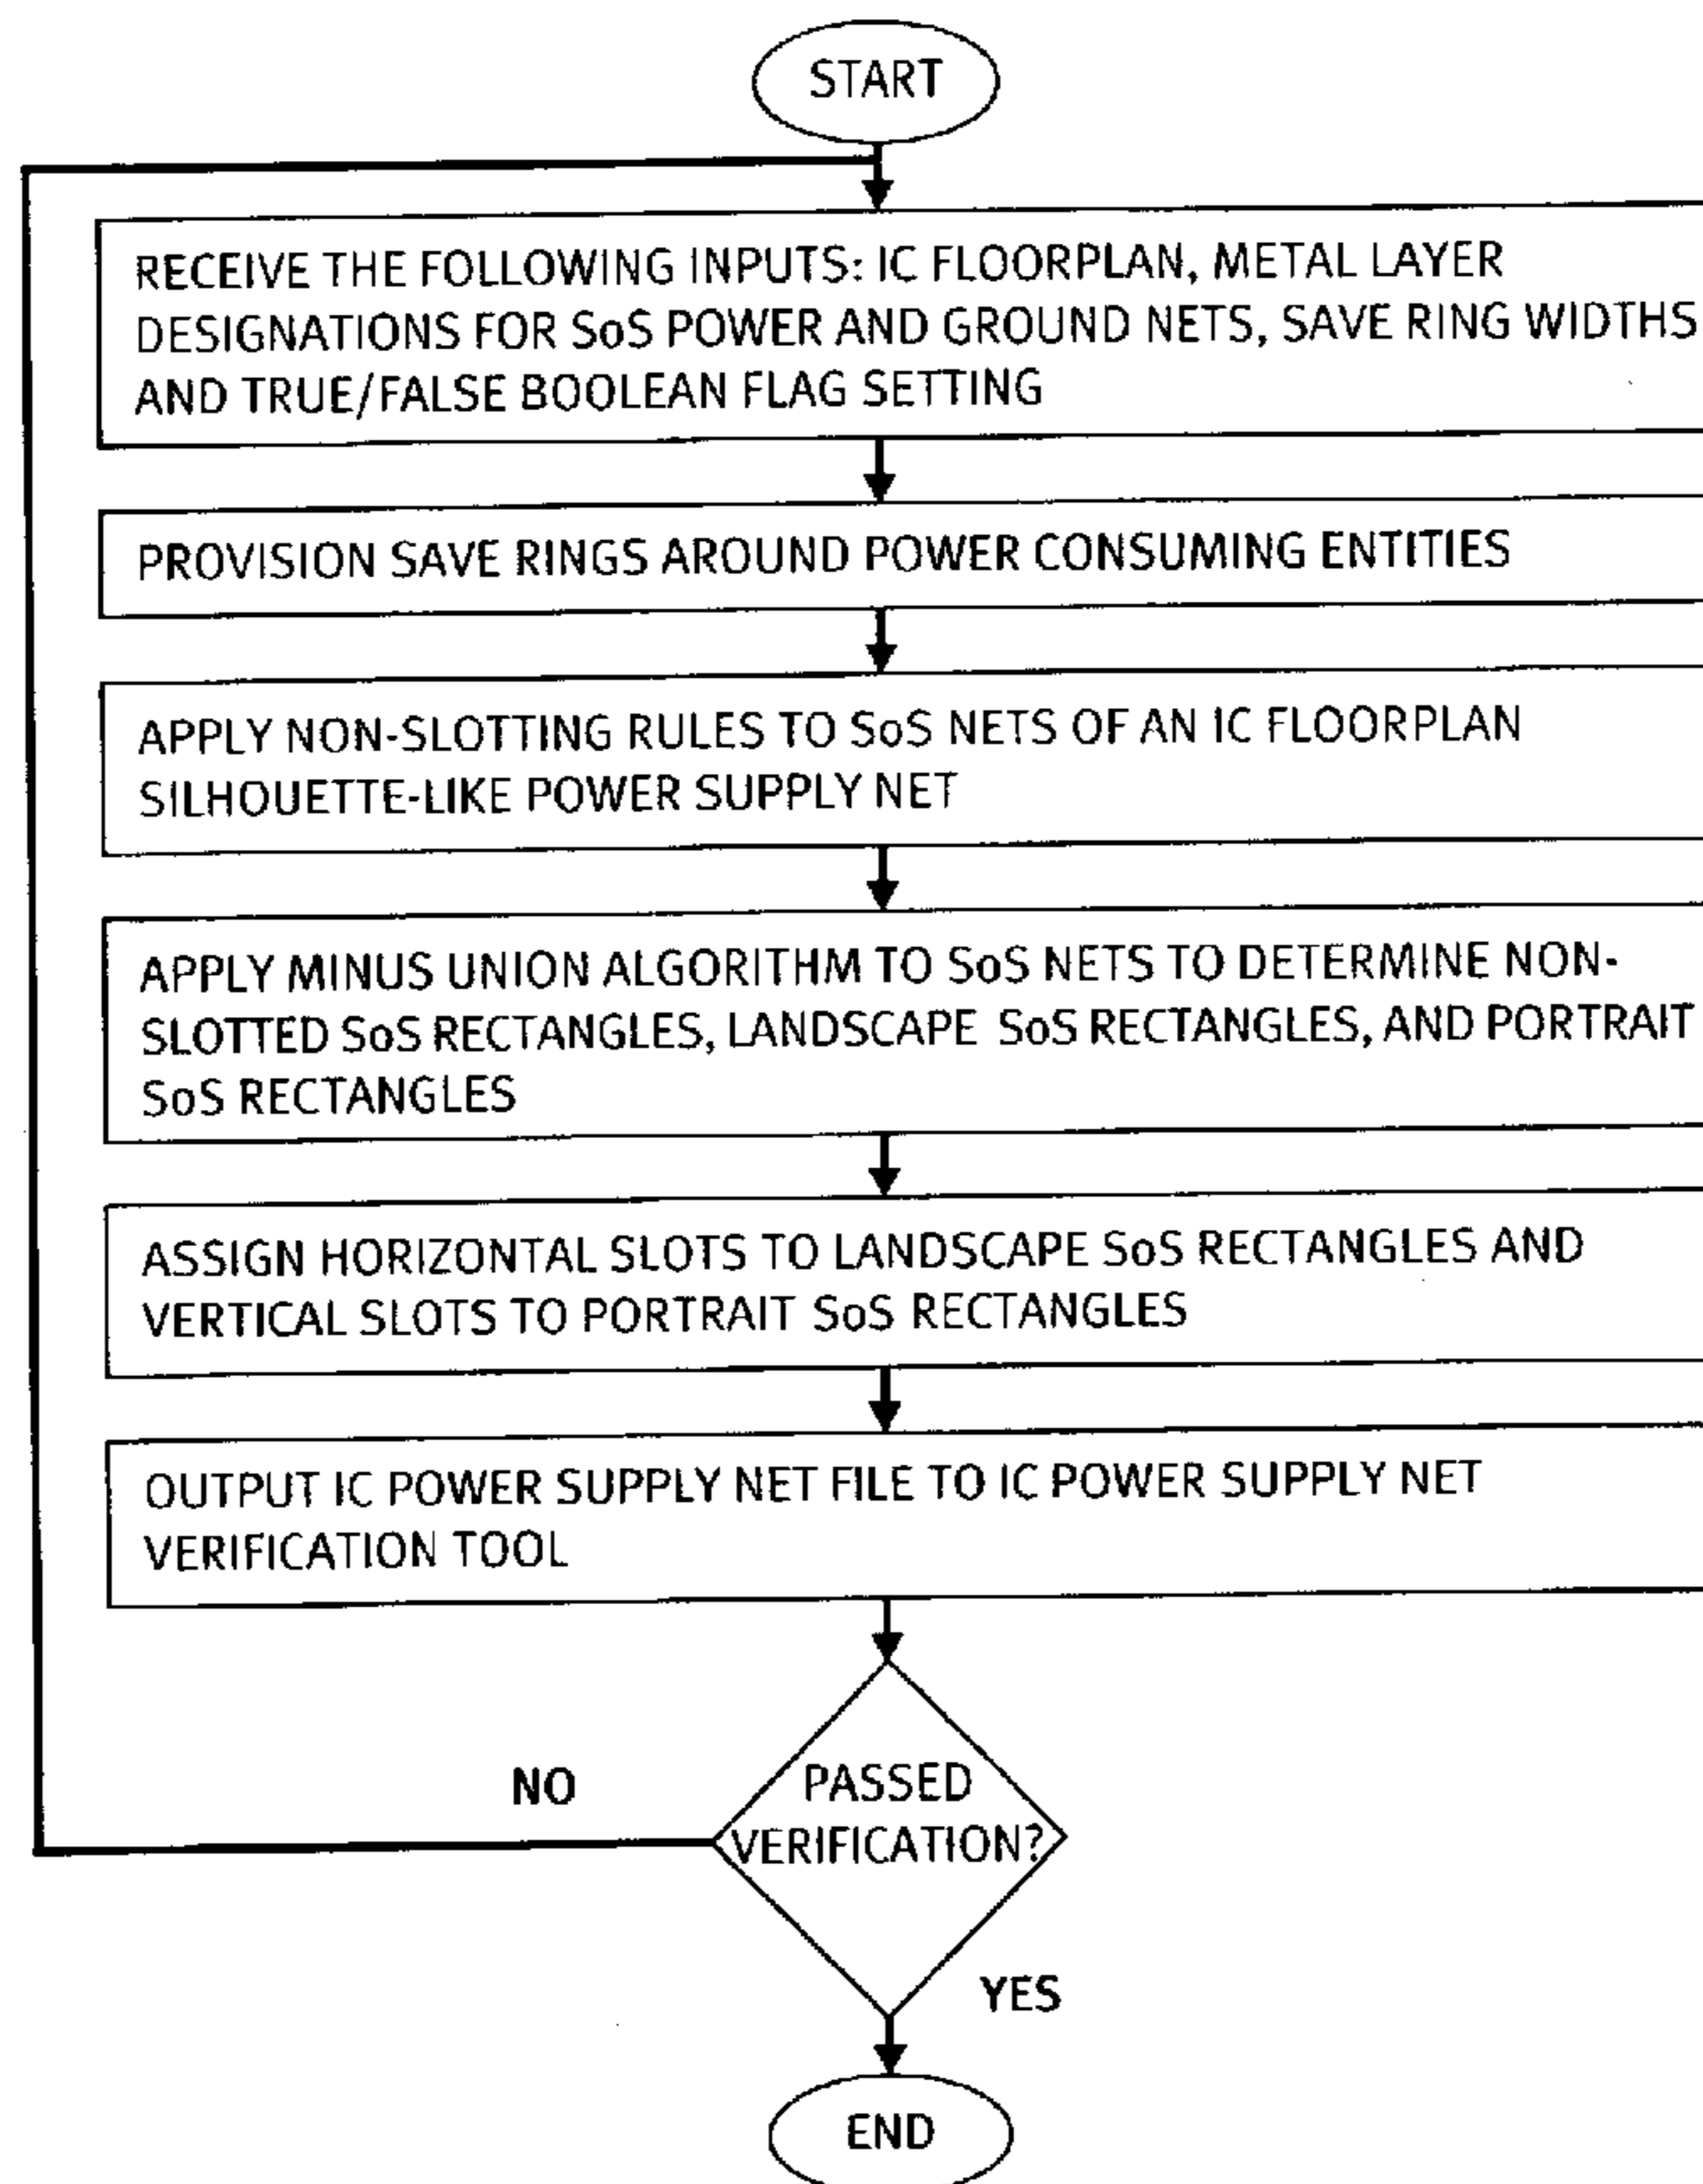 START
RECEIVE THE FOLLOWING INPUTS: IC FLOORPLAN, METAL LAYER
DESIGNATIONS FOR SoS POWER AND GROUND NETS, SAVE RING WIDTHS
AND TRUE/FALSE BOOLEAN FLAG SETTING
PROVISION SAVE RINGS AROUND POWER CONSUMING ENTITIES
APPLY NON-SLOTTING RULES TO SoS NETS OF AN IC FLOORPLAN
SILHOUETTE-LIKE POWER SUPPLY NET
APPLY MINUS UNION ALGORITHM TO SoS NETS TO DETERMINE NON-
SLOTTED SoS RECTANGLES, LANDSCAPE SoS RECTANGLES, AND PORTRAIT
SoS RECTANGLES
ASSIGN HORIZONTAL SLOTS TO LANDSCAPE SoS RECTANGLES AND
VERTICAL SLOTS TO PORTRAIT SoS RECTANGLES
OUTPUT IC POWER SUPPLY NET FILE TO IC POWER SUPPLY NET
VERIFICATION TOOL
NO
PASSED
VERIFICATION?
YES
END